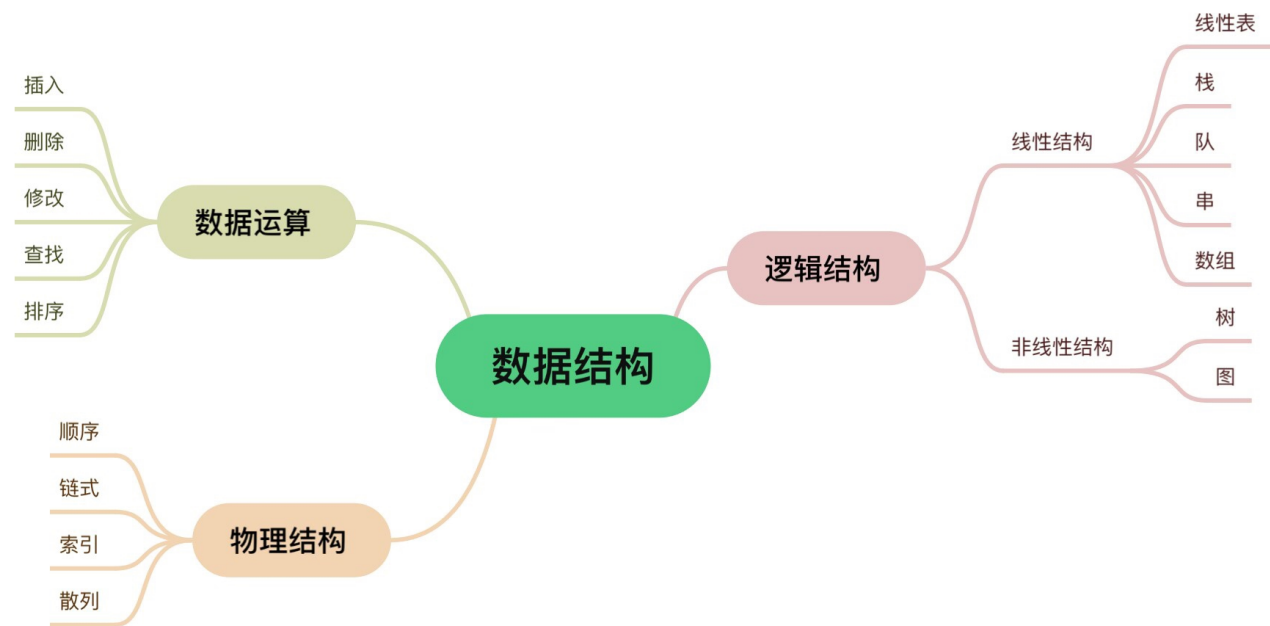 数据结构
逻辑结构
线性结构
线性表
栈
队
串
数组
非线性结构
树
图
数据运算
插入
删除
修改
查找
排序
物理结构
顺序
链式
索引
散列